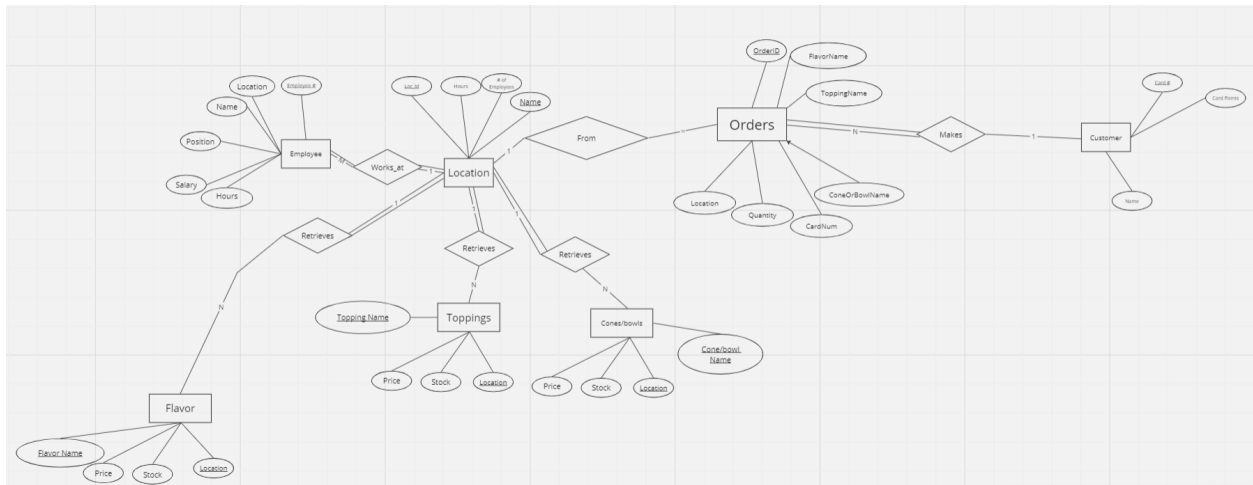 OrderID
FlavorName
ToppingName
Orders
Location
Quantity
CardNum
ConeOrBowlName
N
Makes
1
Customer
Card #
Card Points
Name
Location
Employee #
Name
Position
Salary
Hours
Employee
M
Works_at
1
Loc_Id
Hours
# of
Employees
Name
Location
1
From
Retrieves
1
N
Retrieves
1
N
Retrieves
1
N
Topping Name
Toppings
Price
Stock
Location
Cones/bowls
Cone/bowl
Name
Price
Stock
Location
Flavor
Flavor Name
Price
Stock
Location